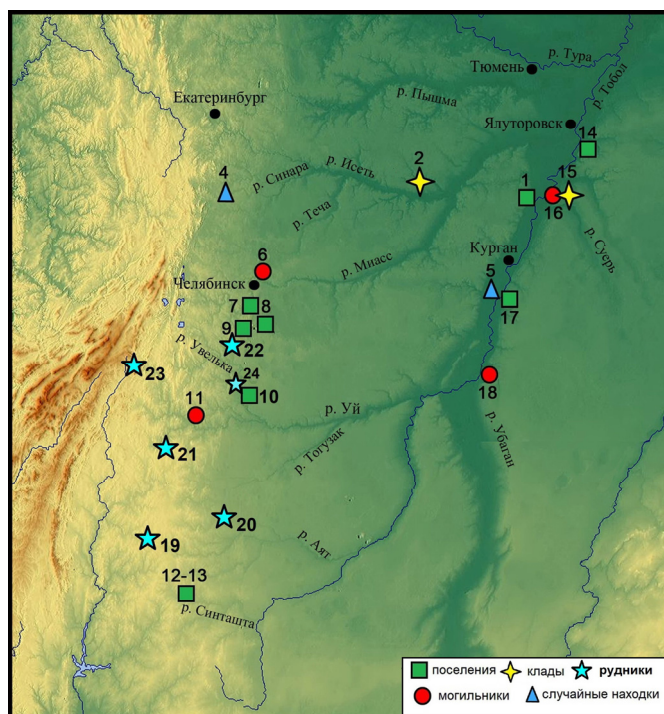 р. Тура
Тюмень
р. Тобол
р. Пышма
Екатеринбург
Ялуторовск
14
4
р. Синара
р. Исеть
2
1
15
16
р. Теча
р. Суерь
6
Курган
р. Миасс
Челябинск
5
7
8
17
9
р. Увелька
22
23
24
10
18
11
р. Уй
р. Убаган
р. Тогузак
21
20
19
р. Аят
12-13
р. Синташта
поселения клады рудники
могильники случайные находки